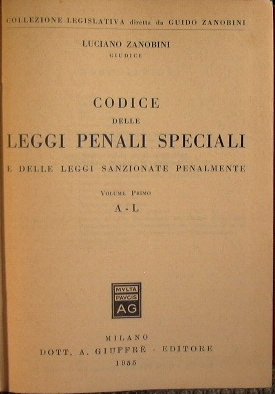 COLLEZIONE LEGISLATIVA diretta da GUIDO ZANOBINI
LUCIANO ZANOBINI
GIUDICE
CODICE
DELLE
LEGGI PENALI SPECIALI
E DELLE LEGGI SANZIONATE PENALMENTE
VOLUME PRIMO
A - L
MVLTA
PAVCIS
AG
MILANO
DOTT. A. GIUFFRÈ - EDITORE
1955